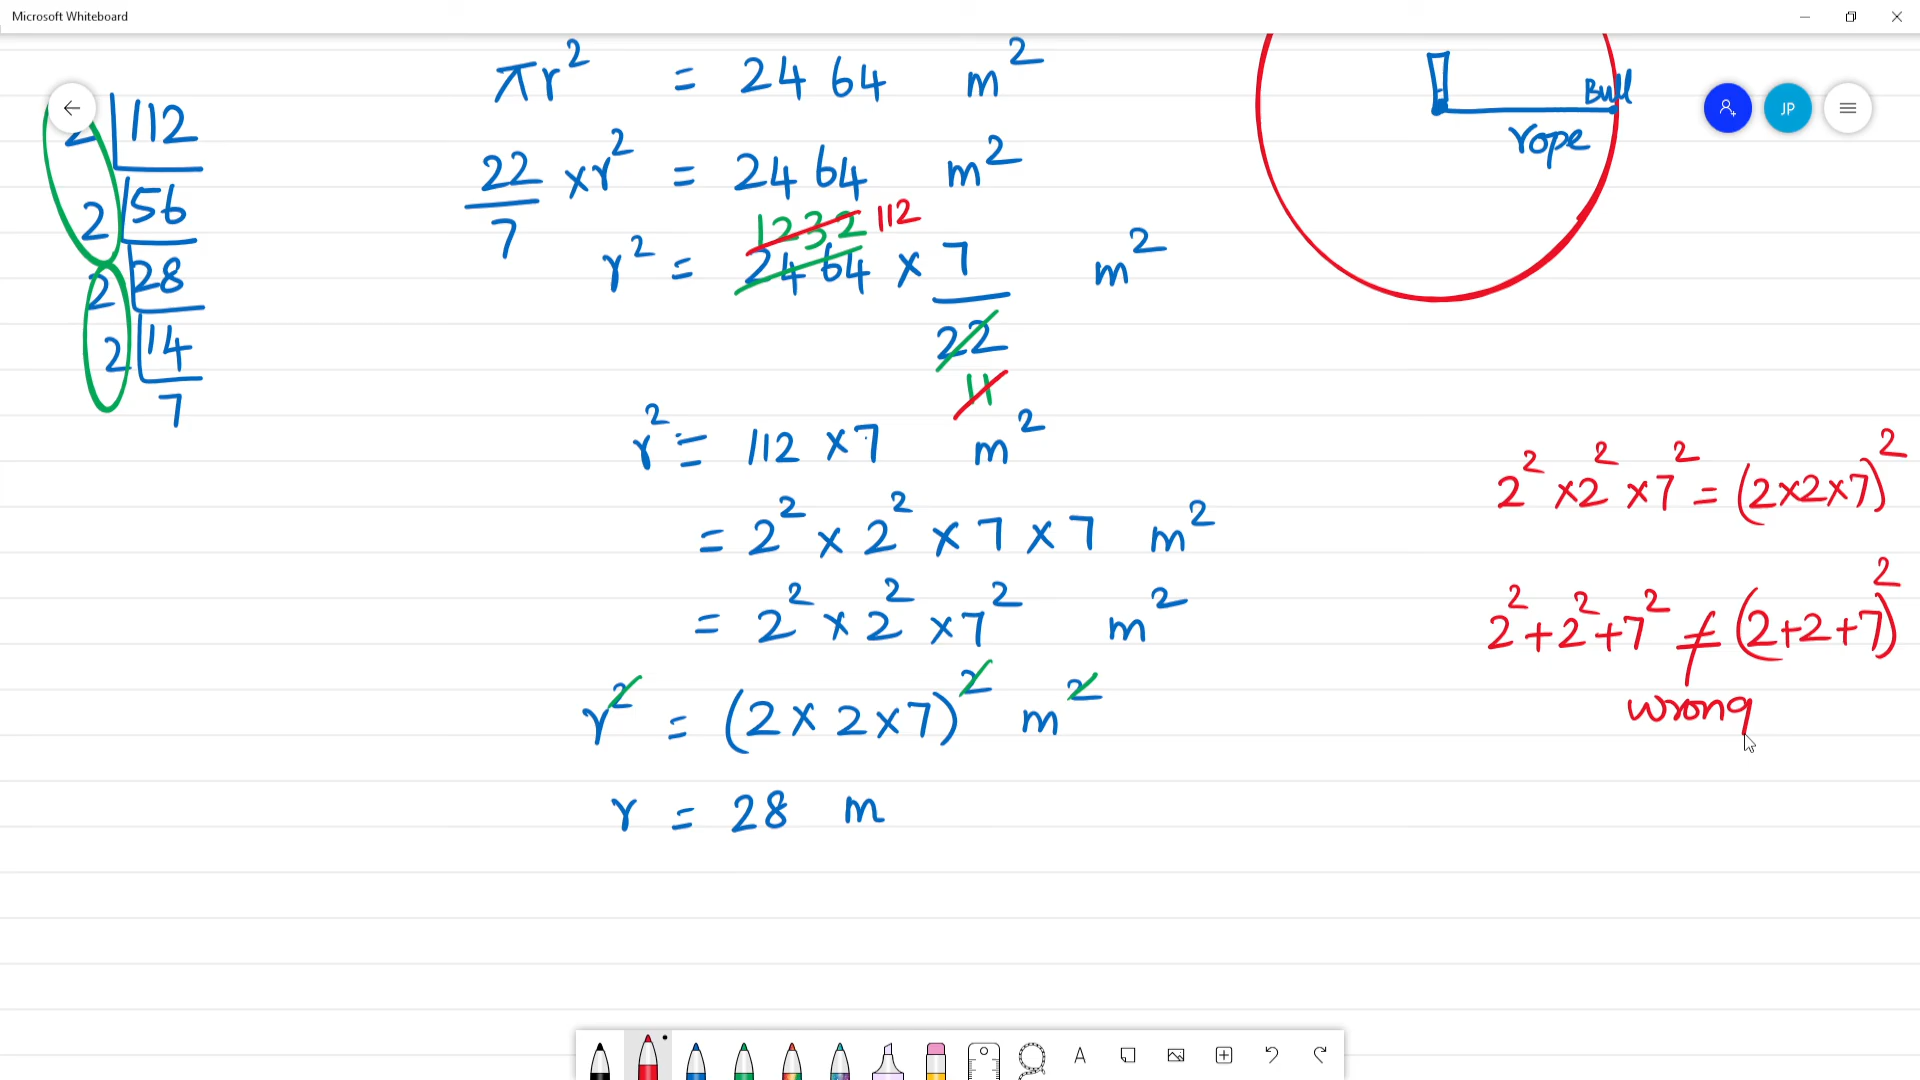 Microsoft Whiteboard
πr² = 2464 m²
22/7 × r² = 2464 m²
1232 112
r² = 2464 × 7/22 m²
11
r² = 112 × 7 m²
= 2² × 2² × 7 × 7 m²
= 2² × 2² × 7² m²
r² = (2 × 2 × 7)² m²
r = 28 m
2 | 112
2 | 56
2 | 28
2 | 14
7
Bull
rope
JP
2² × 2² × 7² = (2×2×7)²
2² + 2² + 7² ≠ (2+2+7)²
wrong
A